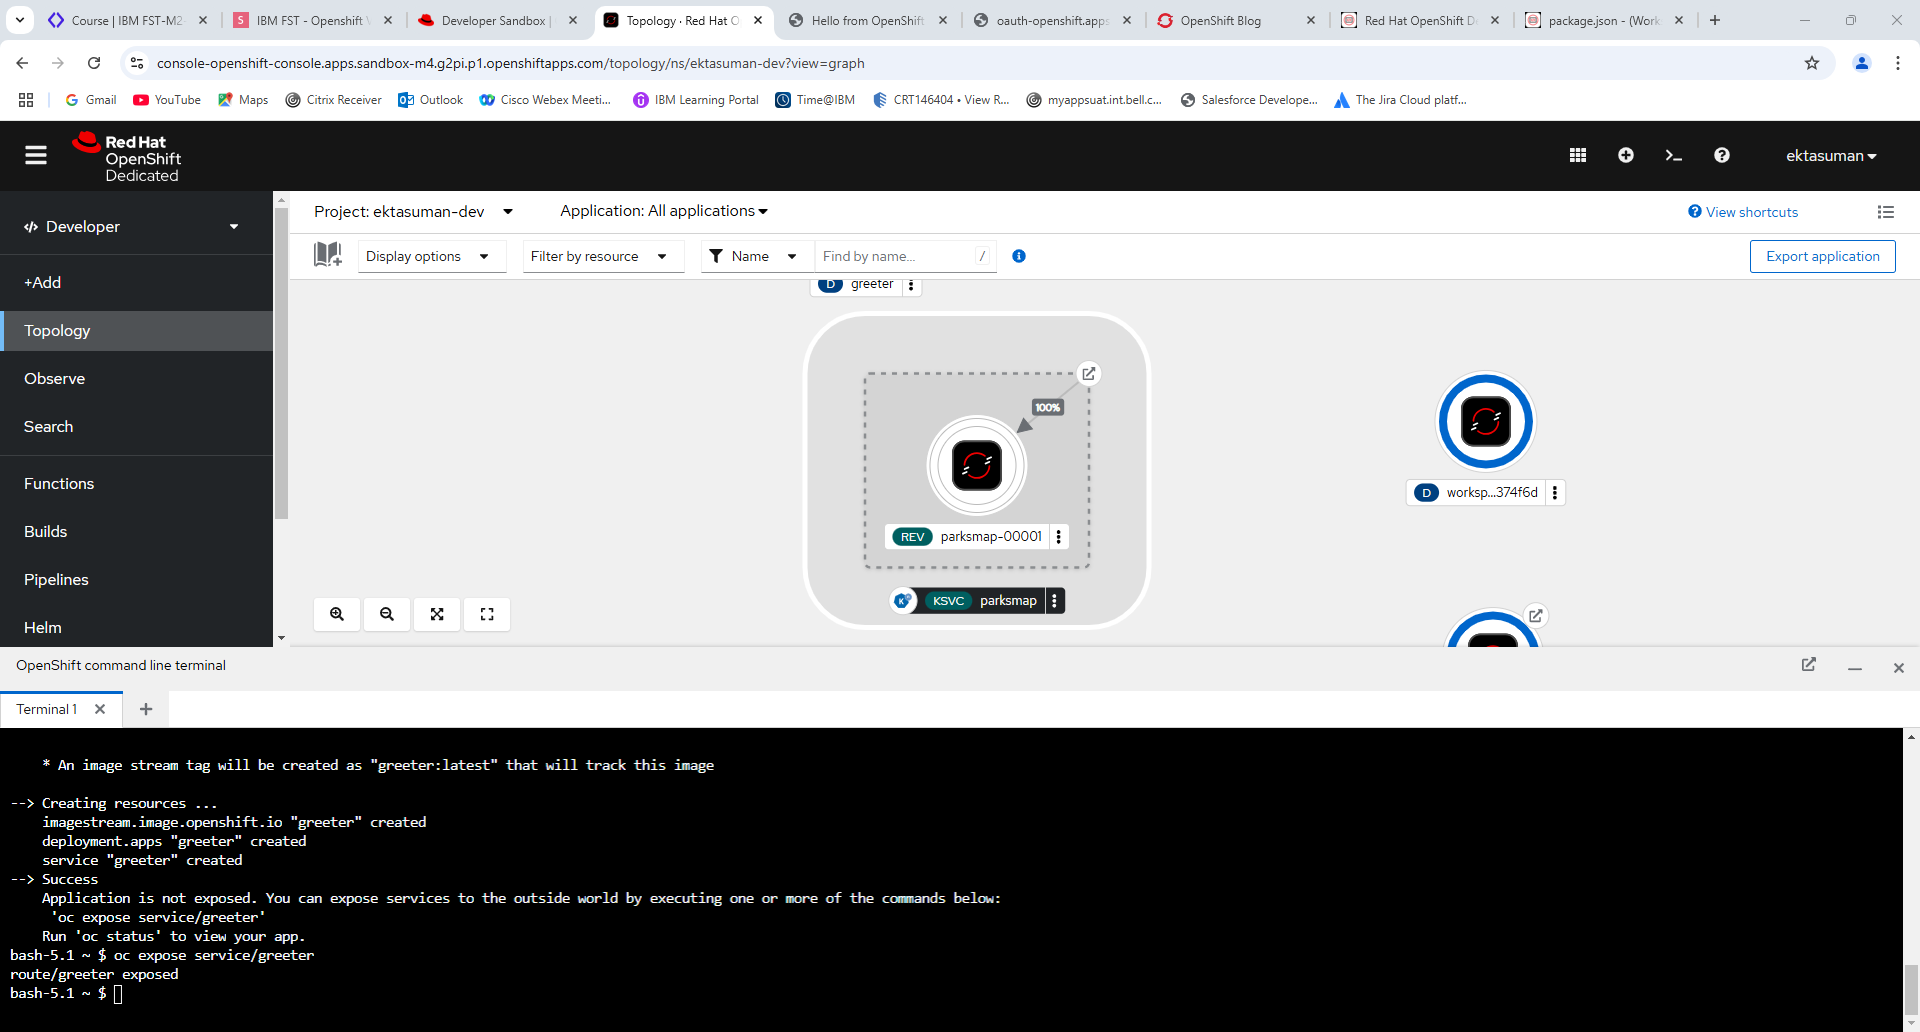 Course | IBM FST-M2
IBM FST - Openshift
Developer Sandbox |
Topology · Red Hat O
Hello from OpenShift
oauth-openshift.apps
OpenShift Blog
Red Hat OpenShift D
package.json - (Work
console-openshift-console.apps.sandbox-m4.g2pi.p1.openshiftapps.com/topology/ns/ektasuman-dev?view=graph
Gmail
YouTube
Maps
Citrix Receiver
Outlook
Cisco Webex Meeti...
IBM Learning Portal
Time@IBM
CRT146404 • View R...
myappsuat.int.bell.c...
Salesforce Develope...
The Jira Cloud platf...
Red Hat
OpenShift
Dedicated
ektasuman
Developer
+Add
Topology
Observe
Search
Functions
Builds
Pipelines
Helm
Project: ektasuman-dev
Application: All applications
View shortcuts
Display options
Filter by resource
Name
Find by name...
/
Export application
D greeter
100%
REV parksmap-00001
KSVC parksmap
D worksp...374f6d
OpenShift command line terminal
Terminal 1
* An image stream tag will be created as "greeter:latest" that will track this image
--> Creating resources ...
imagestream.image.openshift.io "greeter" created
deployment.apps "greeter" created
service "greeter" created
--> Success
Application is not exposed. You can expose services to the outside world by executing one or more of the commands below:
'oc expose service/greeter'
Run 'oc status' to view your app.
bash-5.1 ~ $ oc expose service/greeter
route/greeter exposed
bash-5.1 ~ $